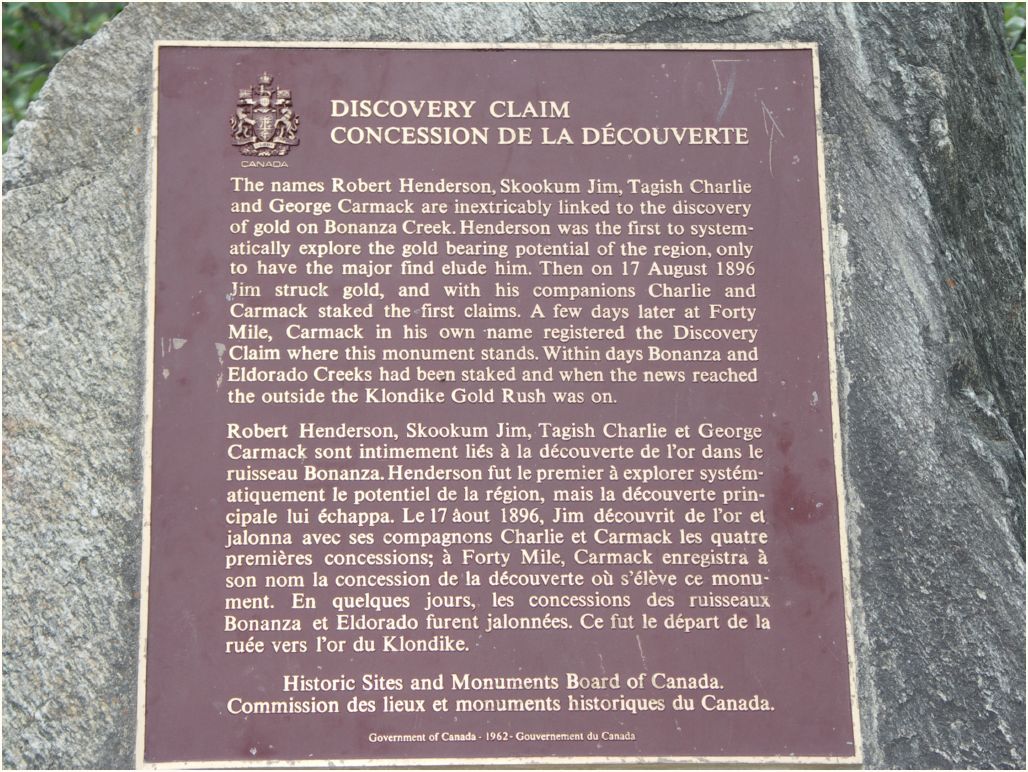 CANADA
DISCOVERY CLAIM
CONCESSION DE LA DÉCOUVERTE
The names Robert Henderson, Skookum Jim, Tagish Charlie
and George Carmack are inextricably linked to the discovery
of gold on Bonanza Creek. Henderson was the first to system-
atically explore the gold bearing potential of the region, only
to have the major find elude him. Then on 17 August 1896
Jim struck gold, and with his companions Charlie and
Carmack staked the first claims. A few days later at Forty
Mile, Carmack in his own name registered the Discovery
Claim where this monument stands. Within days Bonanza and
Eldorado Creeks had been staked and when the news reached
the outside the Klondike Gold Rush was on.
Robert Henderson, Skookum Jim, Tagish Charlie et George
Carmack sont intimement liés à la découverte de l'or dans le
ruisseau Bonanza. Henderson fut le premier à explorer systém-
atiquement le potentiel de la région, mais la découverte prin-
cipale lui échappa. Le 17 âout 1896, Jim découvrit de l'or et
jalonna avec ses compagnons Charlie et Carmack les quatre
premières concessions; à Forty Mile, Carmack enregistra à
son nom la concession de la découverte où s'élève ce monu-
ment. En quelques jours, les concessions des ruisseaux
Bonanza et Eldorado furent jalonnées. Ce fut le départ de la
ruée vers l'or du Klondike.
Historic Sites and Monuments Board of Canada.
Commission des lieux et monuments historiques du Canada.
Government of Canada - 1962 - Gouvernement du Canada